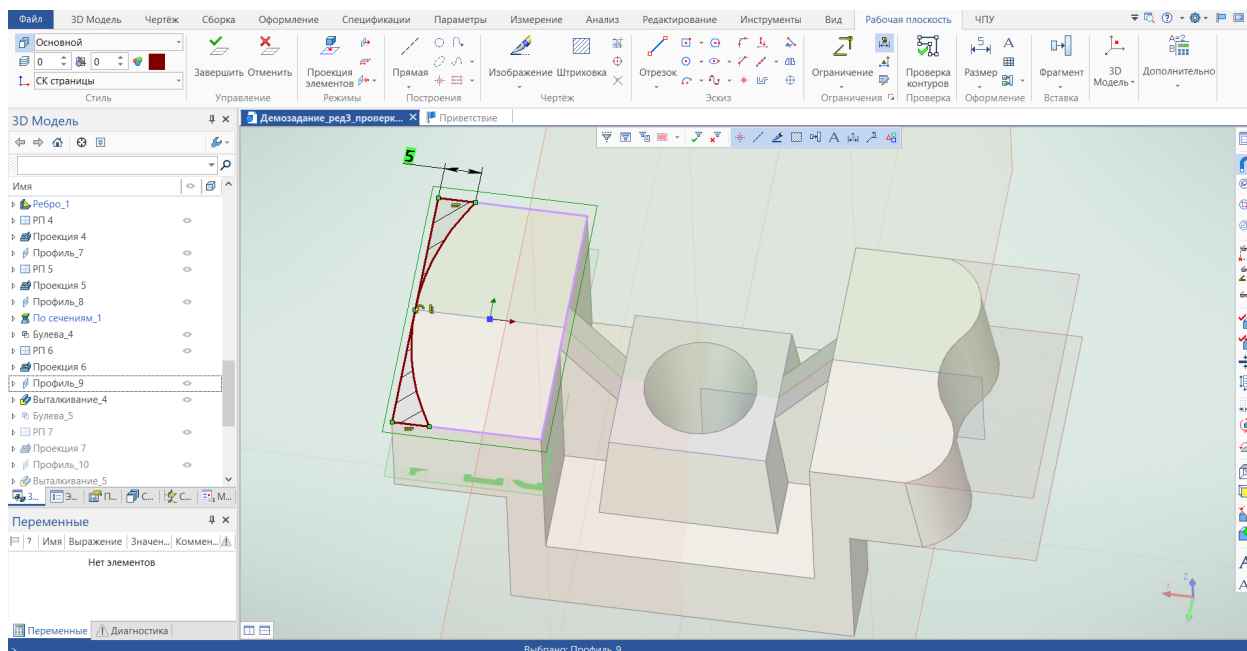 Файл 3D Модель Чертёж Сборка Оформление Спецификации Параметры Измерение Анализ Редактирование Инструменты Вид Рабочая плоскость ЧПУ
Основной
0 0
СК страницы
Завершить Отменить
Проекция элементов
Прямая
Изображение Штриховка
Отрезок
Ограничение
Проверка контуров
Размер
Фрагмент
3D Модель
A=2
B
Дополнительно
Стиль Управление Режимы Построения Чертёж Эскиз Ограничения Проверка Оформление Вставка
3D Модель
Демозадание_ред3_проверк... Приветствие
Имя
Ребро_1
РП 4
Проекция 4
Профиль_7
РП 5
Проекция 5
Профиль_8
По сечениям_1
Булева_4
РП 6
Проекция 6
Профиль_9
Выталкивание_4
Булева_5
РП 7
Проекция 7
Профиль_10
Выталкивание_5
З... Э... П... С... С... М...
Переменные
? Имя Выражение Значен... Коммен...
Нет элементов
Переменные Диагностика
5
X Z Y
Выбрано: Профиль_9